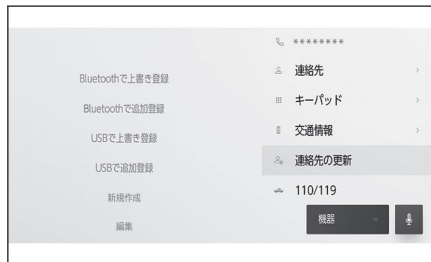 Bluetoothで上書き登録
Bluetoothで追加登録
USBで上書き登録
USBで追加登録
新規作成
編集
********
連絡先
キーパッド
交通情報
連絡先の更新
110/119
機器